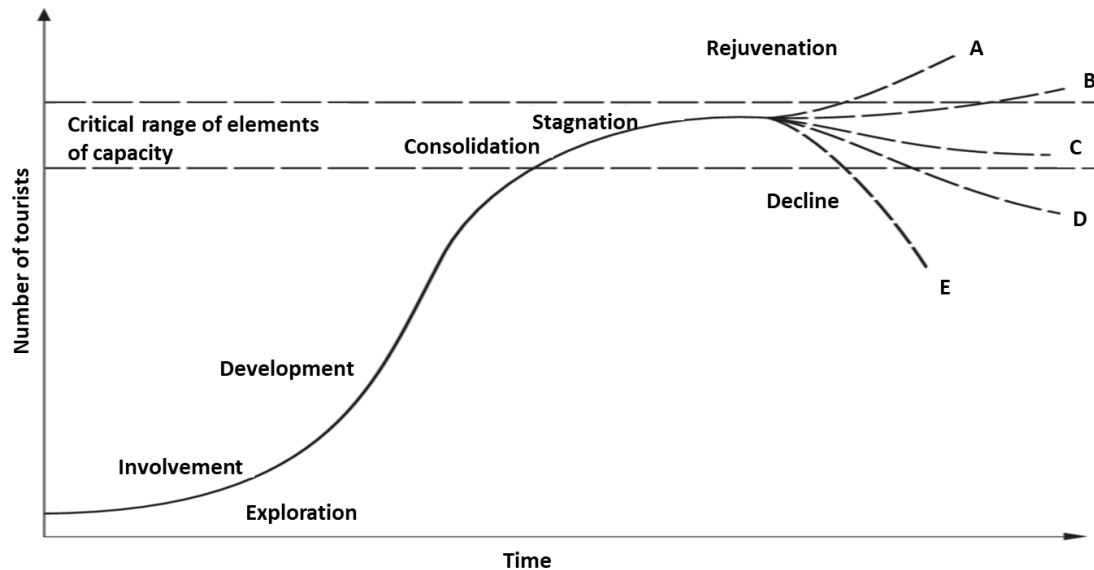 Rejuvenation
A
B
Critical range of elements
of capacity
Stagnation
Consolidation
C
Decline
D
E
Number of tourists
Development
Involvement
Exploration
Time